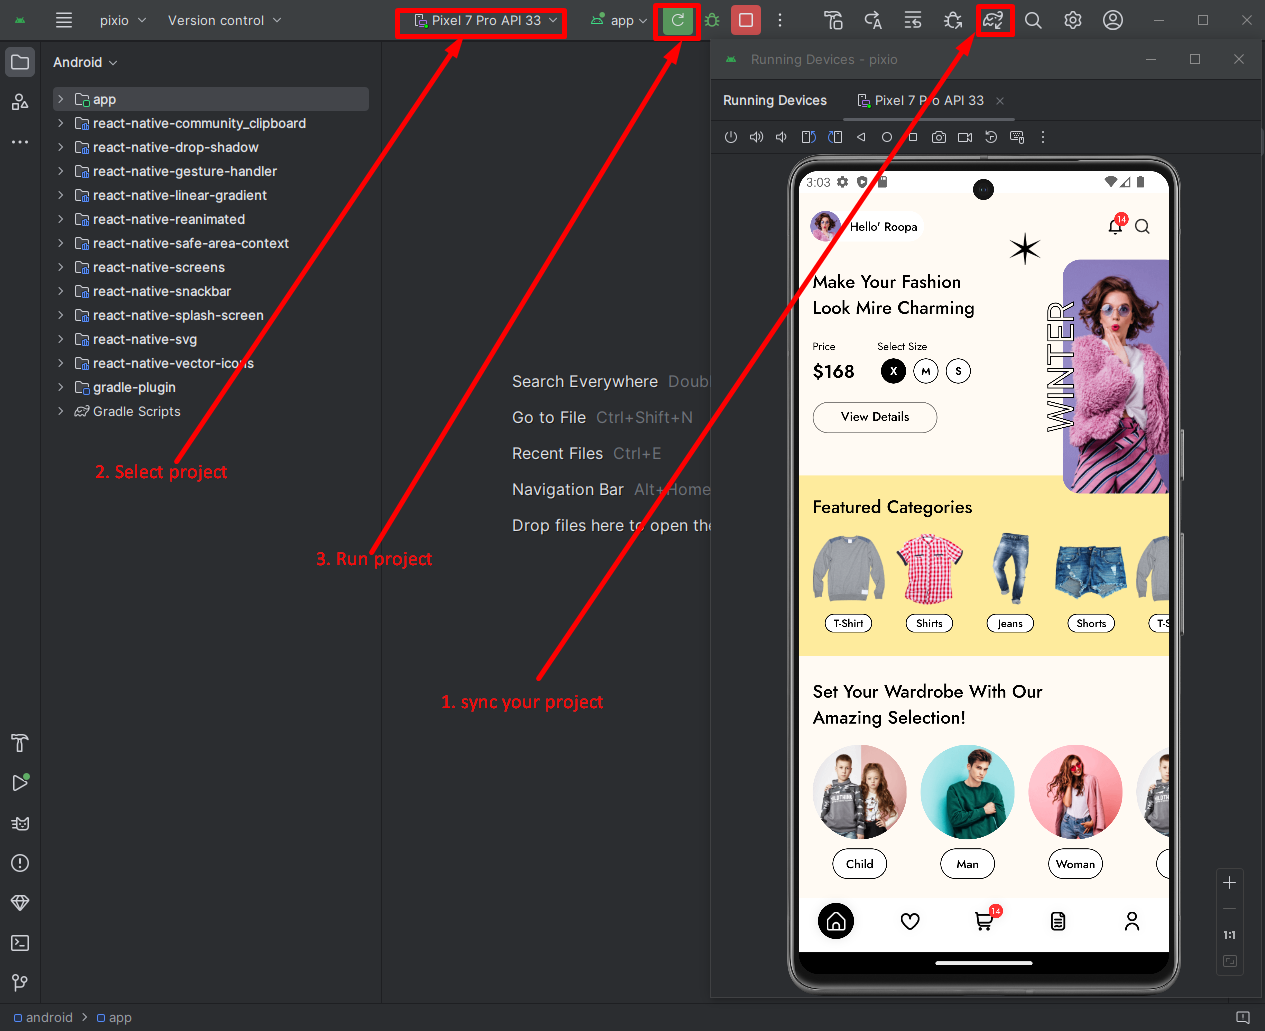 pixio
Version control
Pixel 7 Pro API 33
app
Running Devices - pixio
Android
Running Devices
Pixel 7 Pro API 33
app
react-native-community_clipboard
react-native-drop-shadow
react-native-gesture-handler
react-native-linear-gradient
react-native-reanimated
react-native-safe-area-context
react-native-screens
react-native-snackbar
react-native-splash-screen
react-native-svg
react-native-vector-icons
gradle-plugin
Gradle Scripts
2. Select project
3. Run project
1. sync your project
Search Everywhere Doub
Go to File Ctrl+Shift+N
Recent Files Ctrl+E
Navigation Bar Alt+Home
Drop files here to open the
3:03
Hello' Roopa
14
Make Your Fashion
Look Mire Charming
Price
Select Size
$168
X
M
S
View Details
WINTER
Featured Categories
T-Shirt
Shirts
Jeans
Shorts
T-S
Set Your Wardrobe With Our
Amazing Selection!
Child
Man
Woman
14
1:1
android
app